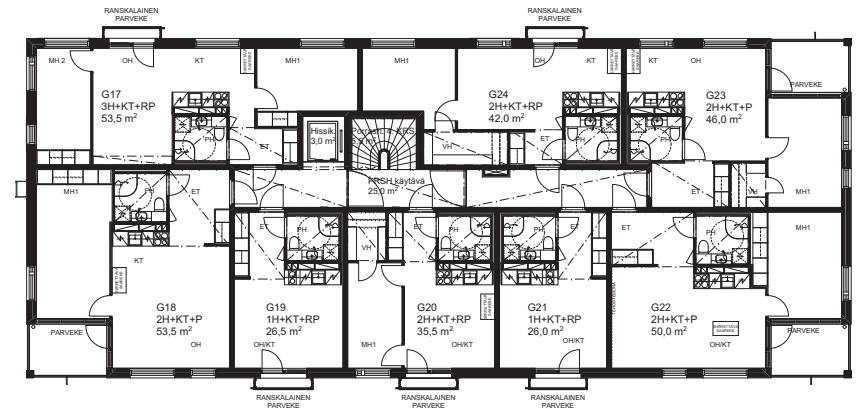 RANSKALAINEN
PARVEKE
RANSKALAINEN
PARVEKE
MH 2
OH
KT
MH1
MH1
OH
KT
KT
OH
PARVEKE
G17
3H+KT+RP
53,5 m²
G24
2H+KT+RP
42,0 m²
G23
2H+KT+P
46,0 m²
PH
ET
Hissik.
3,0 m²
VH
ET
PH
PH
ET
VH
MH1
PRSH käytävä
25,0 m²
MH1
PH
ET
ET
PH
VH
ET
PH
PH
ET
ET
PH
MH1
KT
G18
2H+KT+P
53,5 m²
OH
G19
1H+KT+RP
26,5 m²
OH/KT
G20
2H+KT+RP
35,5 m²
MH1
OH/KT
G21
1H+KT+RP
26,0 m²
OH/KT
G22
2H+KT+P
50,0 m²
SIIRRETTÄVÄ
SAAREKE
OH/KT
PARVEKE
PARVEKE
RANSKALAINEN
PARVEKE
RANSKALAINEN
PARVEKE
RANSKALAINEN
PARVEKE